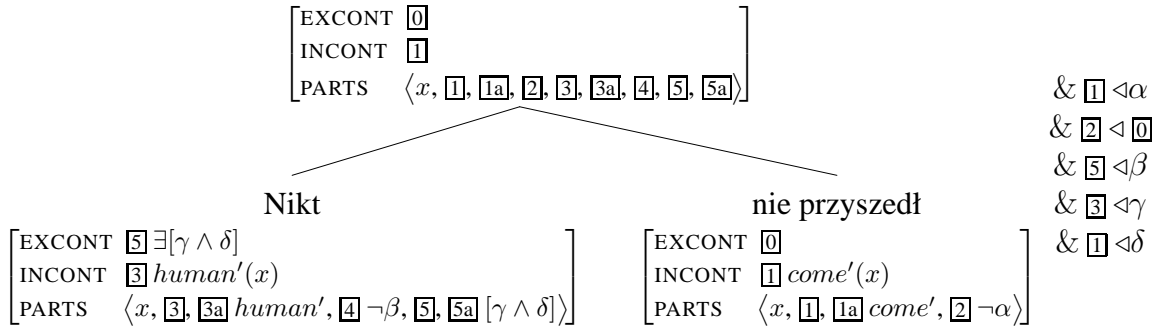 EXCONT 0
INCONT 1
PARTS ⟨x, 1, 1a, 2, 3, 3a, 4, 5, 5a⟩
& 1 ◁ α
& 2 ◁ 0
& 5 ◁ β
& 3 ◁ γ
& 1 ◁ δ
Nikt
EXCONT 5 ∃[γ ∧ δ]
INCONT 3 human′(x)
PARTS ⟨x, 3, 3a human′, 4 ¬β, 5, 5a [γ ∧ δ]⟩
nie przyszedł
EXCONT 0
INCONT 1 come′(x)
PARTS ⟨x, 1, 1a come′, 2 ¬α⟩